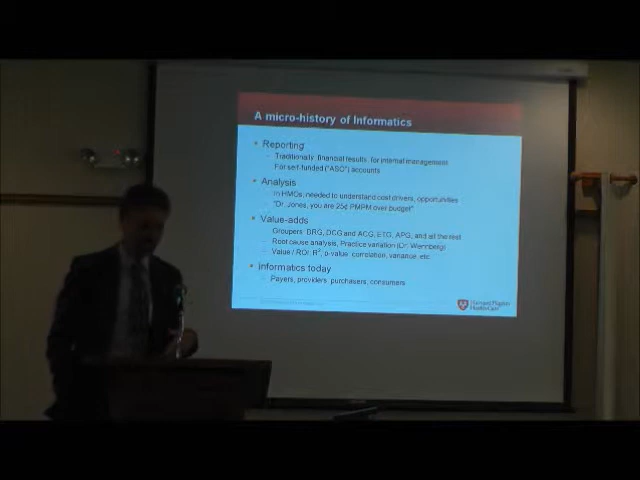 A micro-history of Informatics
Reporting
Traditionally, financial results, for internal management
For self-funded ("ASO") accounts
Analysis
In HMOs, needed to understand cost drivers, opportunities
"Dr. Jones, you are 25¢ PMPM over budget"
Value-adds
Groupers: DRG, DCG and ACG, ETG, APG, and all the rest
Root cause analysis, Practice variation (Dr. Wennberg)
Value / ROI: R², p-value, correlation, variance, etc.
Informatics today
Payers, providers, purchasers, consumers
Harvard Pilgrim
HealthCare